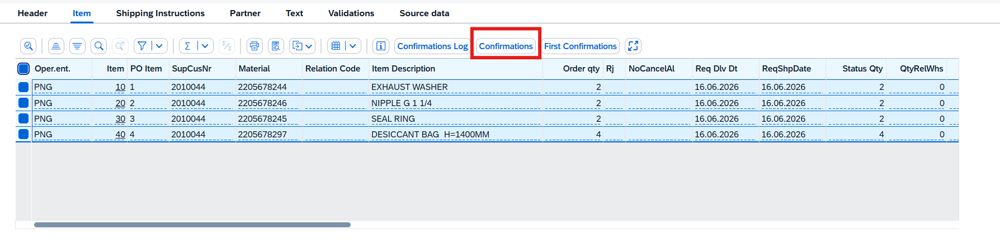 Header Item Shipping Instructions Partner Text Validations Source data
Confirmations Log Confirmations First Confirmations
Oper.ent. Item PO Item SupCusNr Material Relation Code Item Description Order qty Rj NoCancelAl Req Dlv Dt ReqShpDate Status Qty QtyRelWhs
PNG 10 1 2010044 2205678244 EXHAUST WASHER 2 16.06.2026 16.06.2026 2 0
PNG 20 2 2010044 2205678246 NIPPLE G 1 1/4 2 16.06.2026 16.06.2026 2 0
PNG 30 3 2010044 2205678245 SEAL RING 2 16.06.2026 16.06.2026 2 0
PNG 40 4 2010044 2205678297 DESICCANT BAG  H=1400MM 4 16.06.2026 16.06.2026 4 0